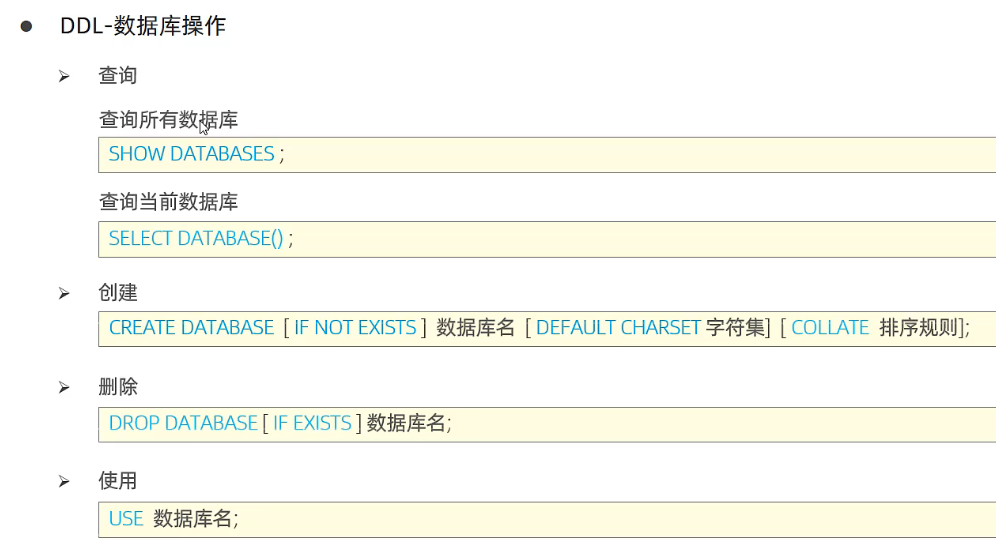 DDL-数据库操作
查询
查询所有数据库
SHOW DATABASES ;
查询当前数据库
SELECT DATABASE() ;
创建
CREATE DATABASE [ IF NOT EXISTS ] 数据库名 [ DEFAULT CHARSET 字符集] [ COLLATE 排序规则];
删除
DROP DATABASE [ IF EXISTS ] 数据库名;
使用
USE 数据库名;